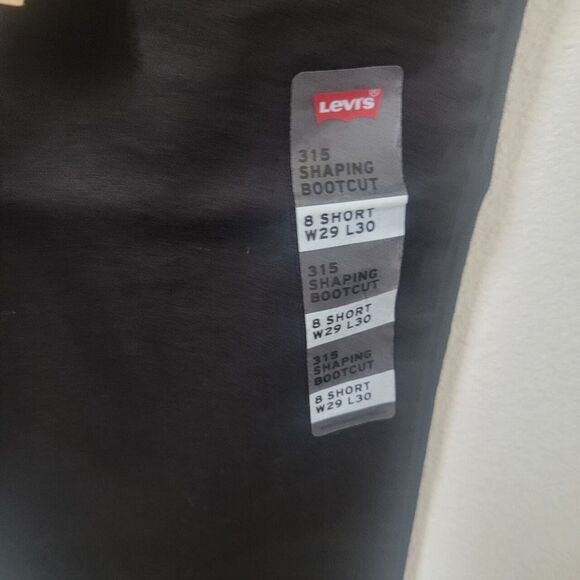 Levi's
315
SHAPING
BOOTCUT
8 SHORT
W29 L30
315
SHAPING
BOOTCUT
8 SHORT
W29 L30
315
SHAPING
BOOTCUT
8 SHORT
W29 L30